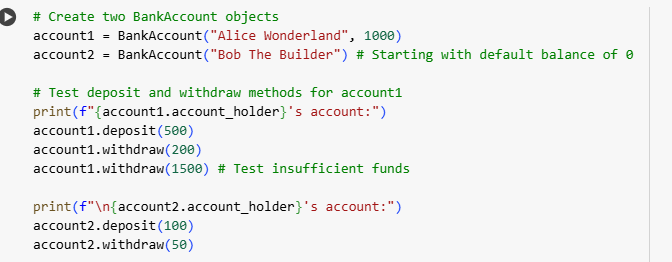 # Create two BankAccount objects
account1 = BankAccount("Alice Wonderland", 1000)
account2 = BankAccount("Bob The Builder") # Starting with default balance of 0
# Test deposit and withdraw methods for account1
print(f"{account1.account_holder}'s account:")
account1.deposit(500)
account1.withdraw(200)
account1.withdraw(1500) # Test insufficient funds
print(f"\n{account2.account_holder}'s account:")
account2.deposit(100)
account2.withdraw(50)